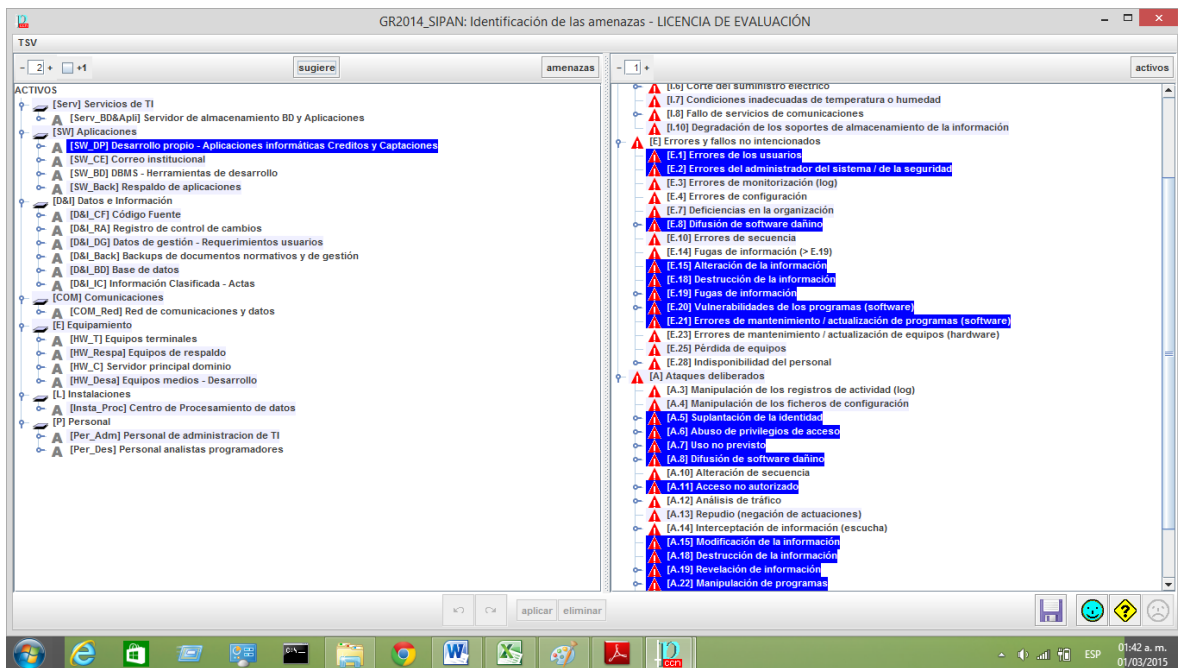 GR2014_SIPAN: Identificación de las amenazas - LICENCIA DE EVALUACIÓN
TSV
- 2 + +1 sugiere amenazas
ACTIVOS
[Serv] Servicios de TI
[Serv_BD&Apli] Servidor de almacenamiento BD y Aplicaciones
[SW] Aplicaciones
[SW_DP] Desarrollo propio - Aplicaciones informáticas Creditos y Captaciones
[SW_CE] Correo institucional
[SW_BD] DBMS - Herramientas de desarrollo
[SW_Back] Respaldo de aplicaciones
[D&I] Datos e Información
[D&I_CF] Código Fuente
[D&I_RA] Registro de control de cambios
[D&I_DG] Datos de gestión - Requerimientos usuarios
[D&I_Back] Backups de documentos normativos y de gestión
[D&I_BD] Base de datos
[D&I_IC] Información Clasificada - Actas
[COM] Comunicaciones
[COM_Red] Red de comunicaciones y datos
[E] Equipamiento
[HW_T] Equipos terminales
[HW_Respa] Equipos de respaldo
[HW_C] Servidor principal dominio
[HW_Desa] Equipos medios - Desarrollo
[L] Instalaciones
[Insta_Proc] Centro de Procesamiento de datos
[P] Personal
[Per_Adm] Personal de administracion de TI
[Per_Des] Personal analistas programadores
- 1 + activos
[I.6] Corte del suministro eléctrico
[I.7] Condiciones inadecuadas de temperatura o humedad
[I.8] Fallo de servicios de comunicaciones
[I.10] Degradación de los soportes de almacenamiento de la información
[E] Errores y fallos no intencionados
[E.1] Errores de los usuarios
[E.2] Errores del administrador del sistema / de la seguridad
[E.3] Errores de monitorización (log)
[E.4] Errores de configuración
[E.7] Deficiencias en la organización
[E.8] Difusión de software dañino
[E.10] Errores de secuencia
[E.14] Fugas de información (> E.19)
[E.15] Alteración de la información
[E.18] Destrucción de la información
[E.19] Fugas de información
[E.20] Vulnerabilidades de los programas (software)
[E.21] Errores de mantenimiento / actualización de programas (software)
[E.23] Errores de mantenimiento / actualización de equipos (hardware)
[E.25] Pérdida de equipos
[E.28] Indisponibilidad del personal
[A] Ataques deliberados
[A.3] Manipulación de los registros de actividad (log)
[A.4] Manipulación de los ficheros de configuración
[A.5] Suplantación de la identidad
[A.6] Abuso de privilegios de acceso
[A.7] Uso no previsto
[A.8] Difusión de software dañino
[A.10] Alteración de secuencia
[A.11] Acceso no autorizado
[A.12] Análisis de tráfico
[A.13] Repudio (negación de actuaciones)
[A.14] Interceptación de información (escucha)
[A.15] Modificación de la información
[A.18] Destrucción de la información
[A.19] Revelación de información
[A.22] Manipulación de programas
aplicar eliminar
ccn
ESP
01:42 a. m.
01/03/2015